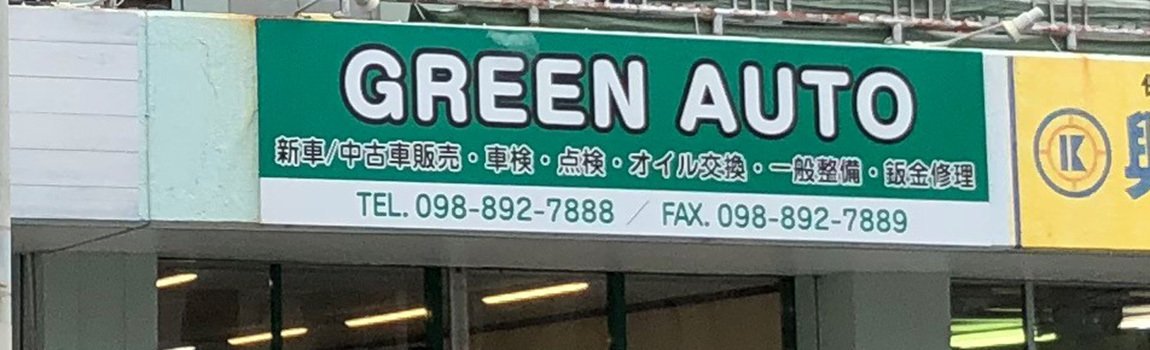 GREEN AUTO
新車/中古車販売・車検・点検・オイル交換・一般整備・鈑金修理
TEL. 098-892-7888 / FAX. 098-892-7889
K